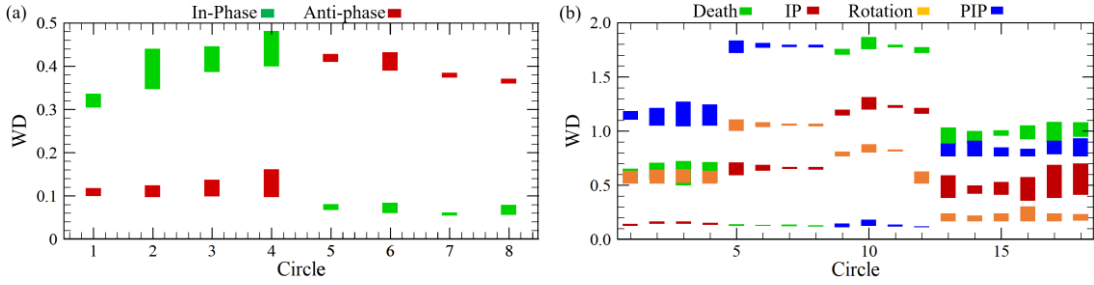 (a) In-Phase Anti-phase
0.5
0.4
0.3
0.2
0.1
0
WD
1 2 3 4 5 6 7 8
Circle
(b) Death IP Rotation PIP
2.0
1.5
1.0
0.5
0.0
WD
5 10 15
Circle